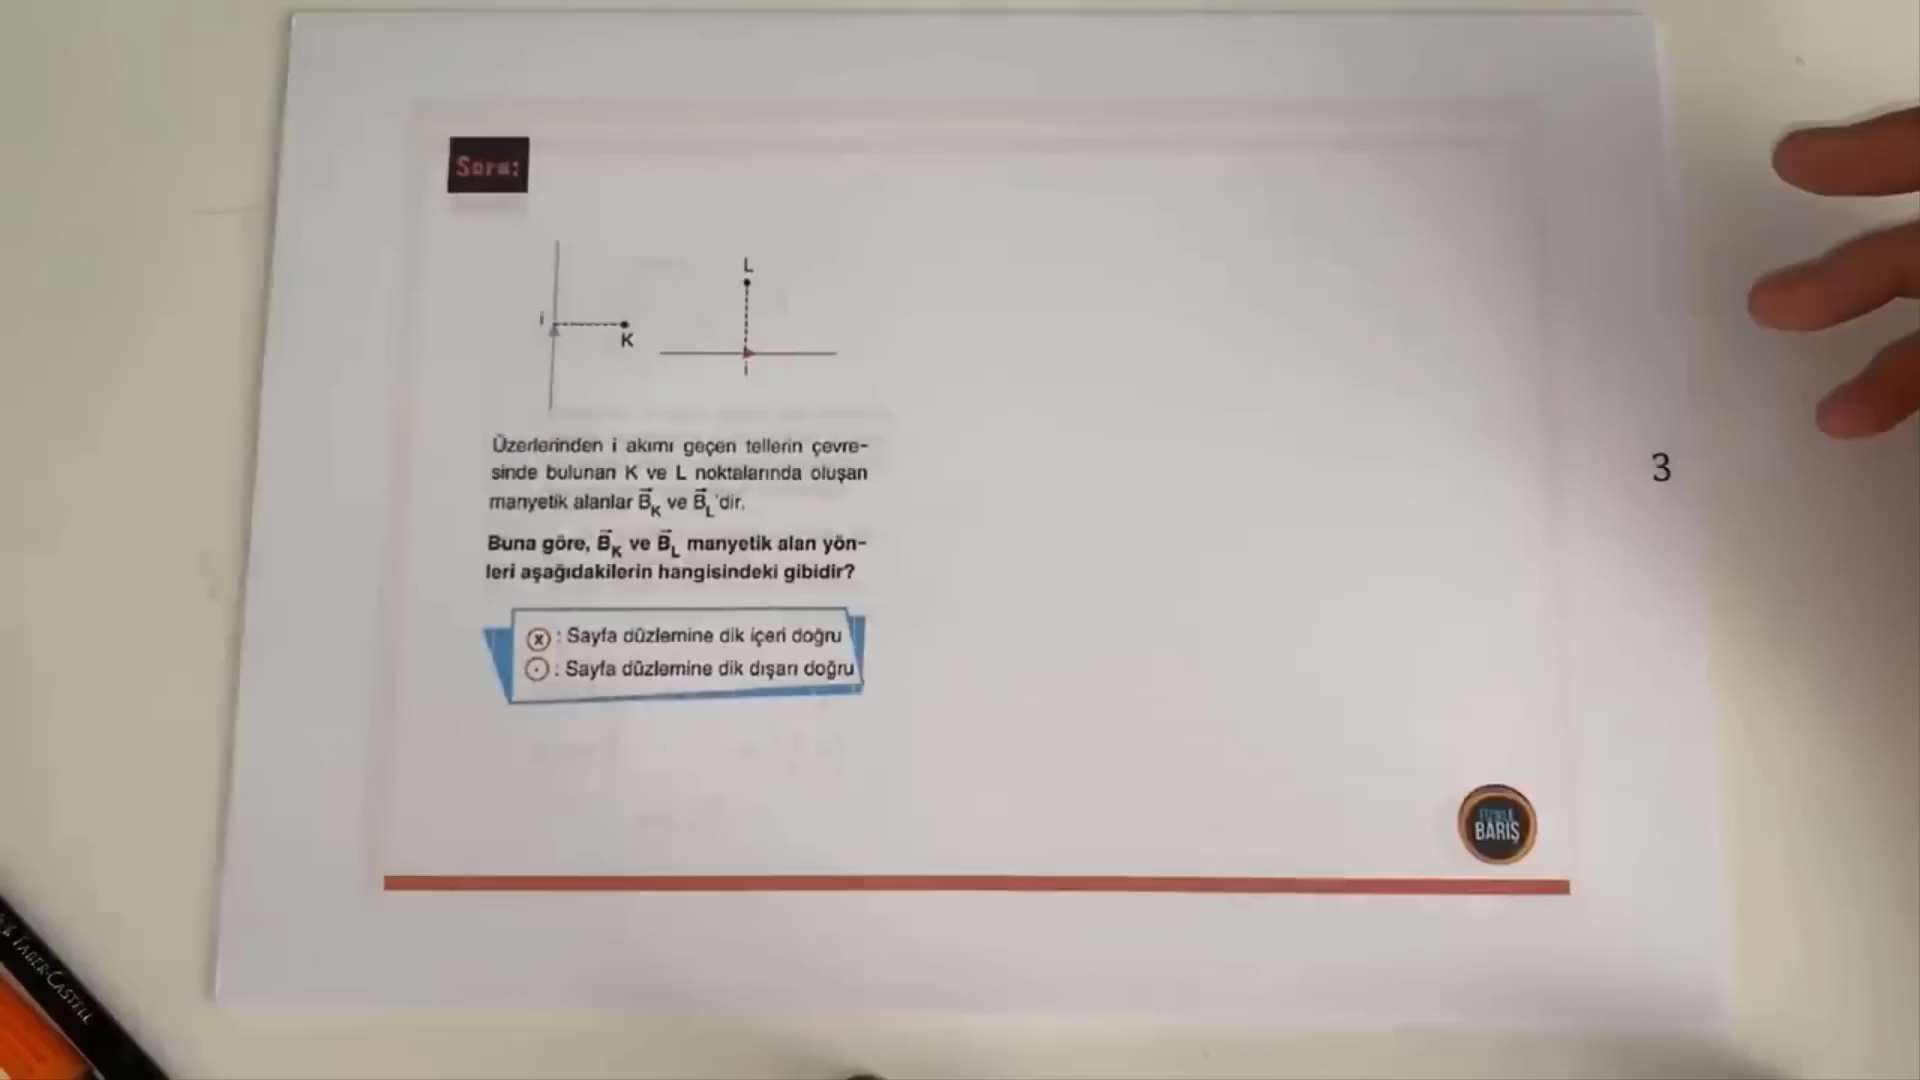 Soru:
L
i
K
i
Üzerlerinden i akımı geçen tellerin çevre-
sinde bulunan K ve L noktalarında oluşan
manyetik alanlar B⃗K ve B⃗L'dir.
Buna göre, B⃗K ve B⃗L manyetik alan yön-
leri aşağıdakilerin hangisindeki gibidir?
ⓧ : Sayfa düzlemine dik içeri doğru
⊙ : Sayfa düzlemine dik dışarı doğru
3
BARIŞ
FABER-CASTELL